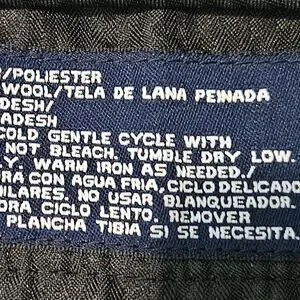 /POLIESTER
WOOL/TELA DE LANA PEINADA
DESH/
ADESH
COLD GENTLE CYCLE WITH
NOT BLEACH. TUMBLE DRY LOW.
Y. WARM IRON AS NEEDED./
RA CON AGUA FRIA, CICLO DELICADO
ILARES. NO USAR BLANQUEADOR.
ORA CICLO LENTO. REMOVER
PLANCHA TIBIA SI SE NECESITA.